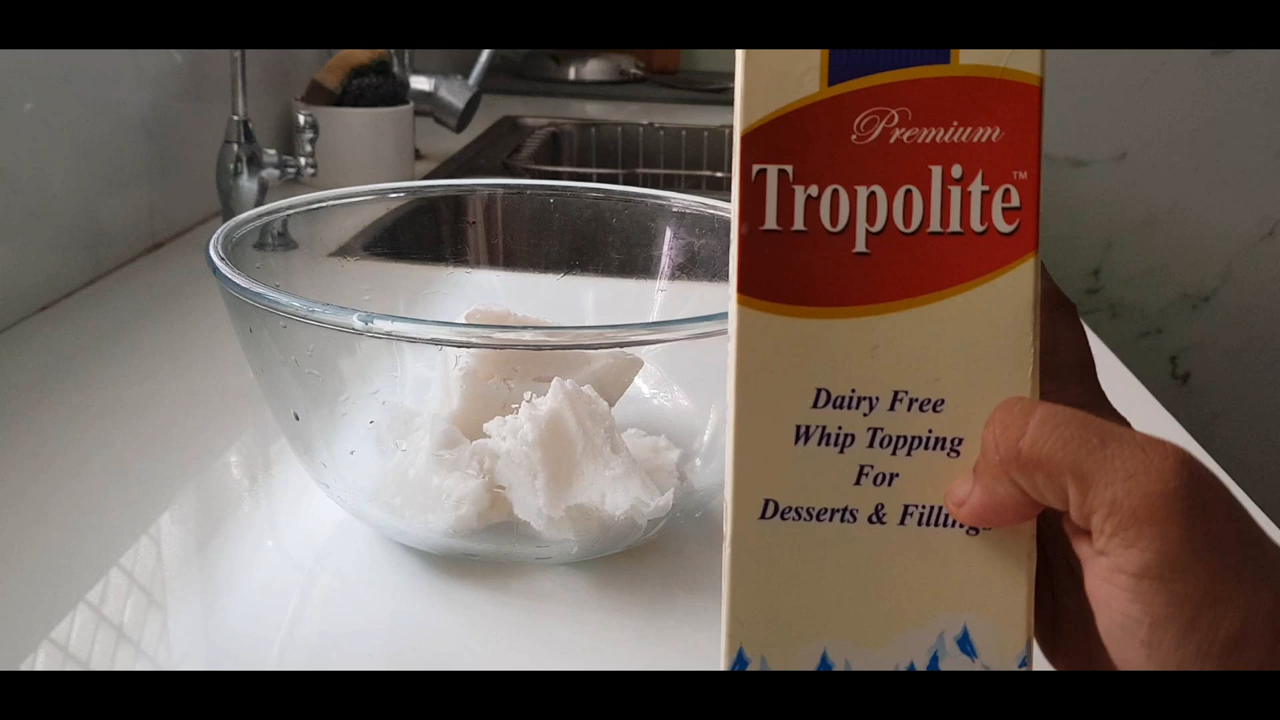 Premium
Tropolite™
Dairy Free
Whip Topping
For
Desserts & Fillings